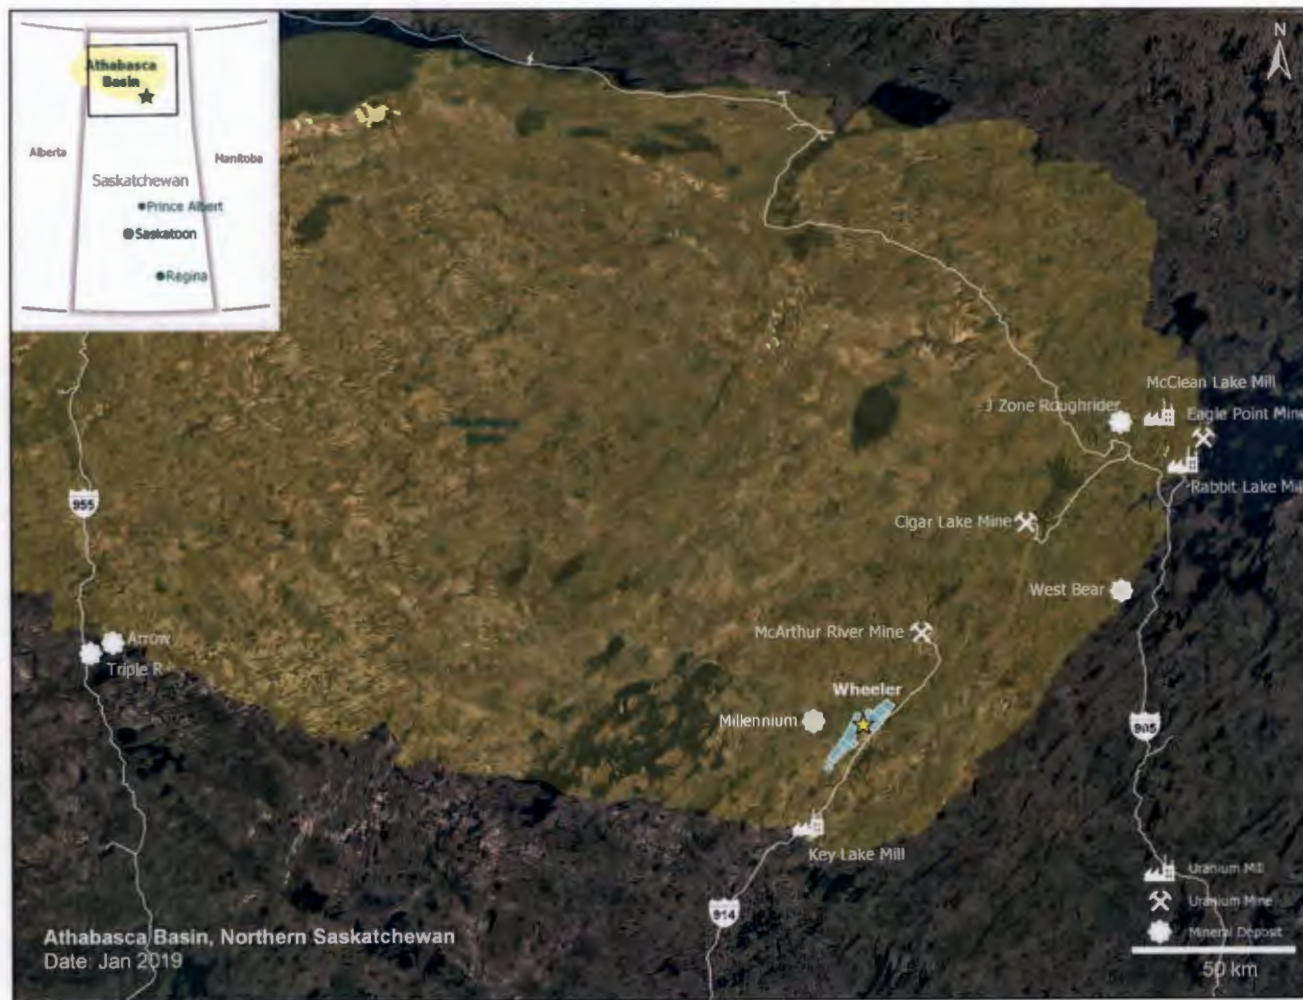 Athabasca
Basin
Alberta
Manitoba
Saskatchewan
Prince Albert
Saskatoon
Regina
N
McClean Lake Mill
J Zone Roughrider
Eagle Point Mine
Rabbit Lake Mill
955
Cigar Lake Mine
West Bear
McArthur River Mine
Arrow
Triple R
Wheeler
Millennium
905
Key Lake Mill
914
Uranium Mill
Uranium Mine
Mineral Deposit
50 km
Athabasca Basin, Northern Saskatchewan
Date: Jan 2019